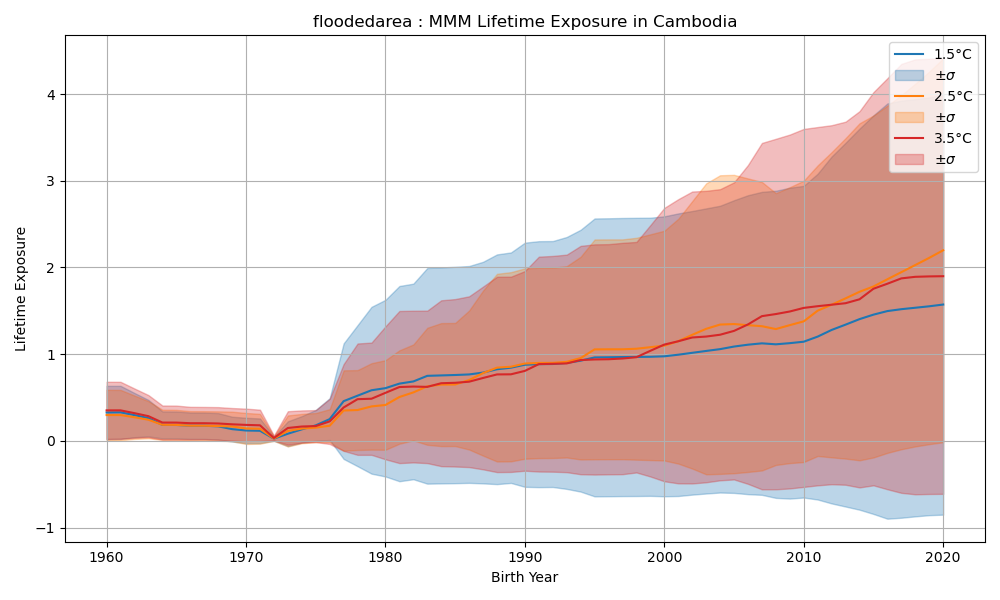 floodedarea : MMM Lifetime Exposure in Cambodia
Lifetime Exposure
4
3
2
1
0
−1
1960
1970
1980
1990
2000
2010
2020
Birth Year
1.5°C
±σ
2.5°C
±σ
3.5°C
±σ